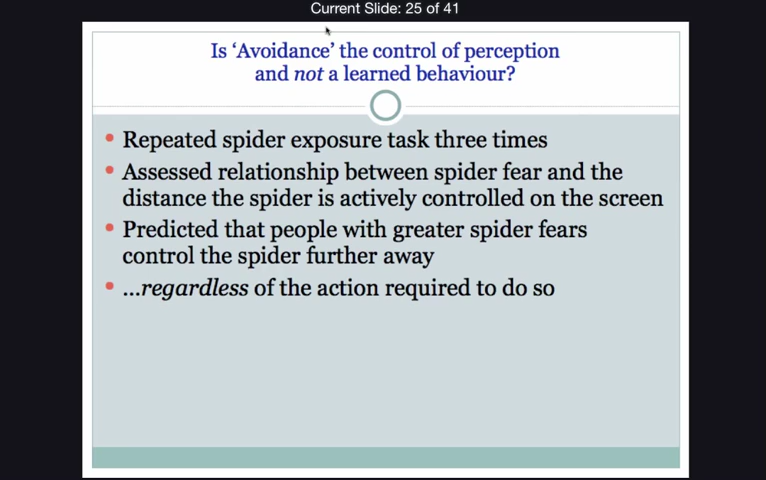 Current Slide: 25 of 41
Is ‘Avoidance’ the control of perception
and not a learned behaviour?
• Repeated spider exposure task three times
• Assessed relationship between spider fear and the
distance the spider is actively controlled on the screen
• Predicted that people with greater spider fears
control the spider further away
• ...regardless of the action required to do so